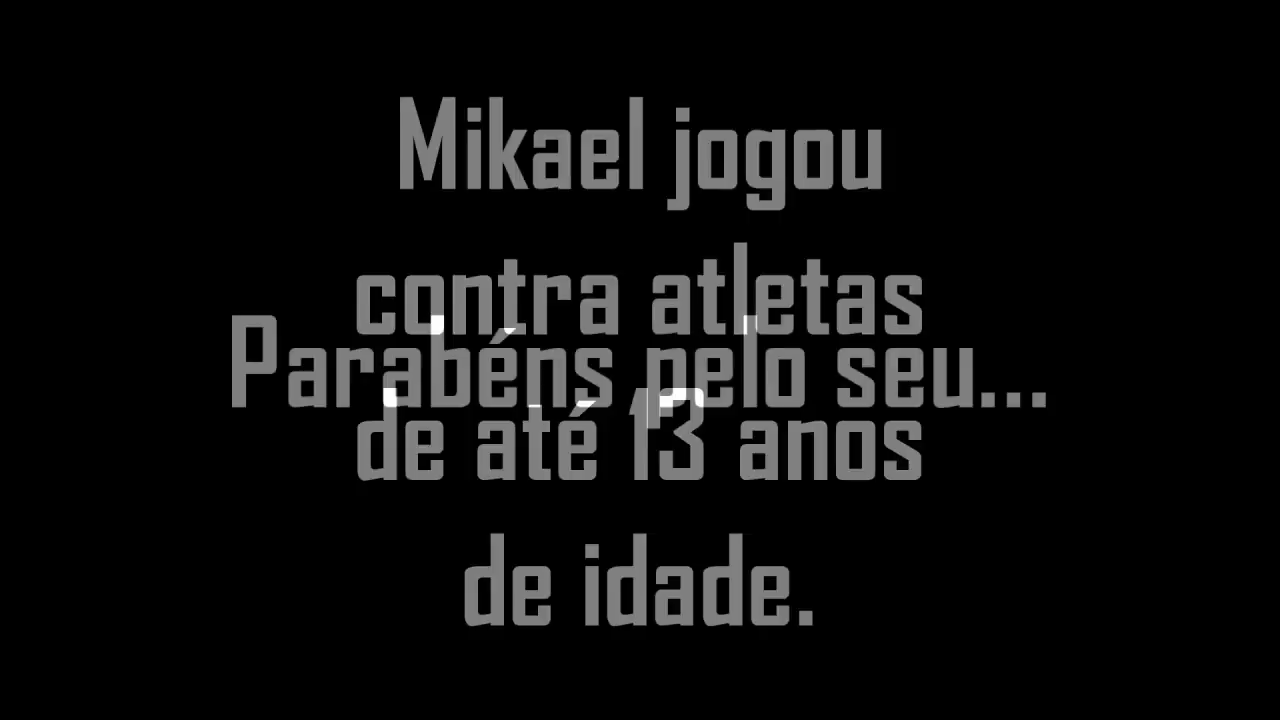 Mikael jogou
contra atletas
Parabéns pelo seu...
de até 13 anos
de idade.